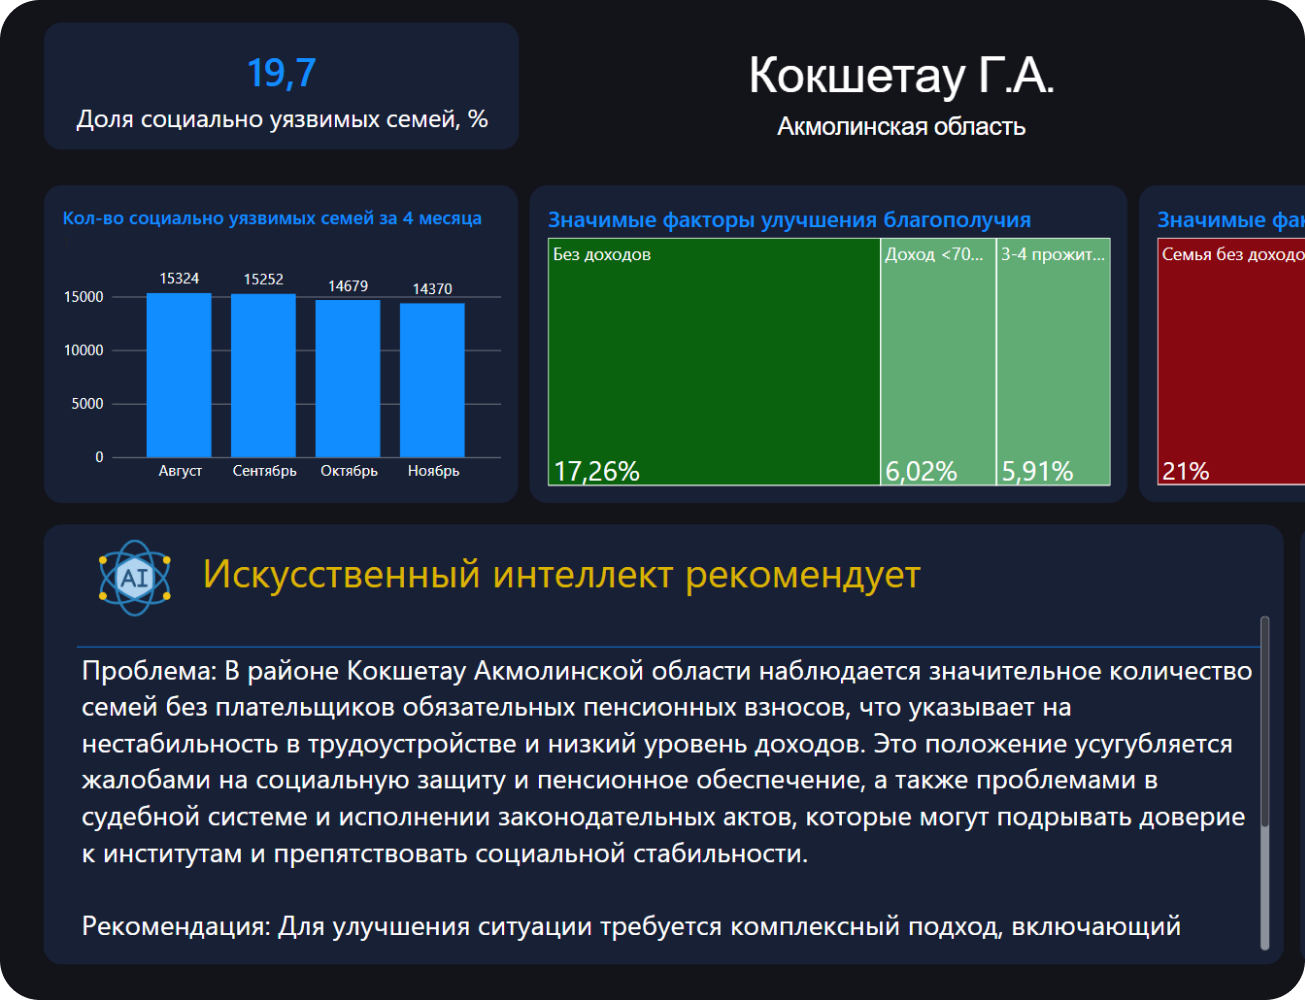 19,7
Доля социально уязвимых семей, %
Кокшетау Г.А.
Акмолинская область
Кол-во социально уязвимых семей за 4 месяца
15324
15252
14679
14370
15000
10000
5000
0
Август
Сентябрь
Октябрь
Ноябрь
Значимые факторы улучшения благополучия
Без доходов
17,26%
Доход <70...
6,02%
3-4 прожит...
5,91%
Значимые
Семья без
21%
AI
Искусственный интеллект рекомендует
Проблема: В районе Кокшетау Акмолинской области наблюдается значительное количество
семей без плательщиков обязательных пенсионных взносов, что указывает на
нестабильность в трудоустройстве и низкий уровень доходов. Это положение усугубляется
жалобами на социальную защиту и пенсионное обеспечение, а также проблемами в
судебной системе и исполнении законодательных актов, которые могут подрывать доверие
к институтам и препятствовать социальной стабильности.
Рекомендация: Для улучшения ситуации требуется комплексный подход, включающий